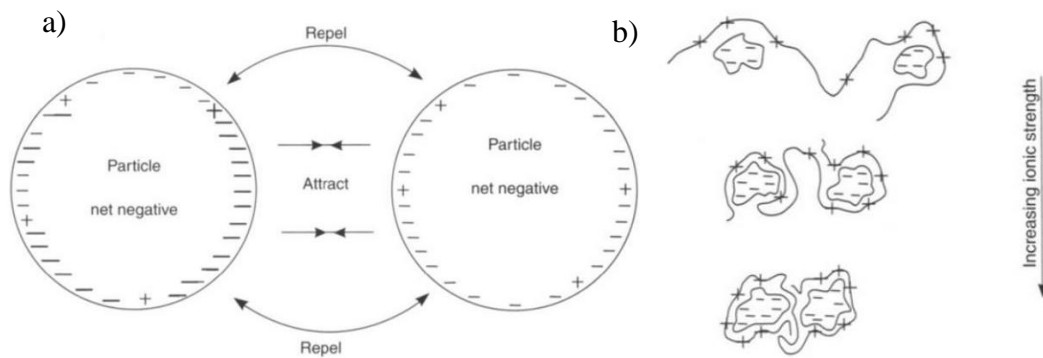 a)
Repel
Particle
net negative
Attract
Particle
net negative
Repel
b)
Increasing ionic strength